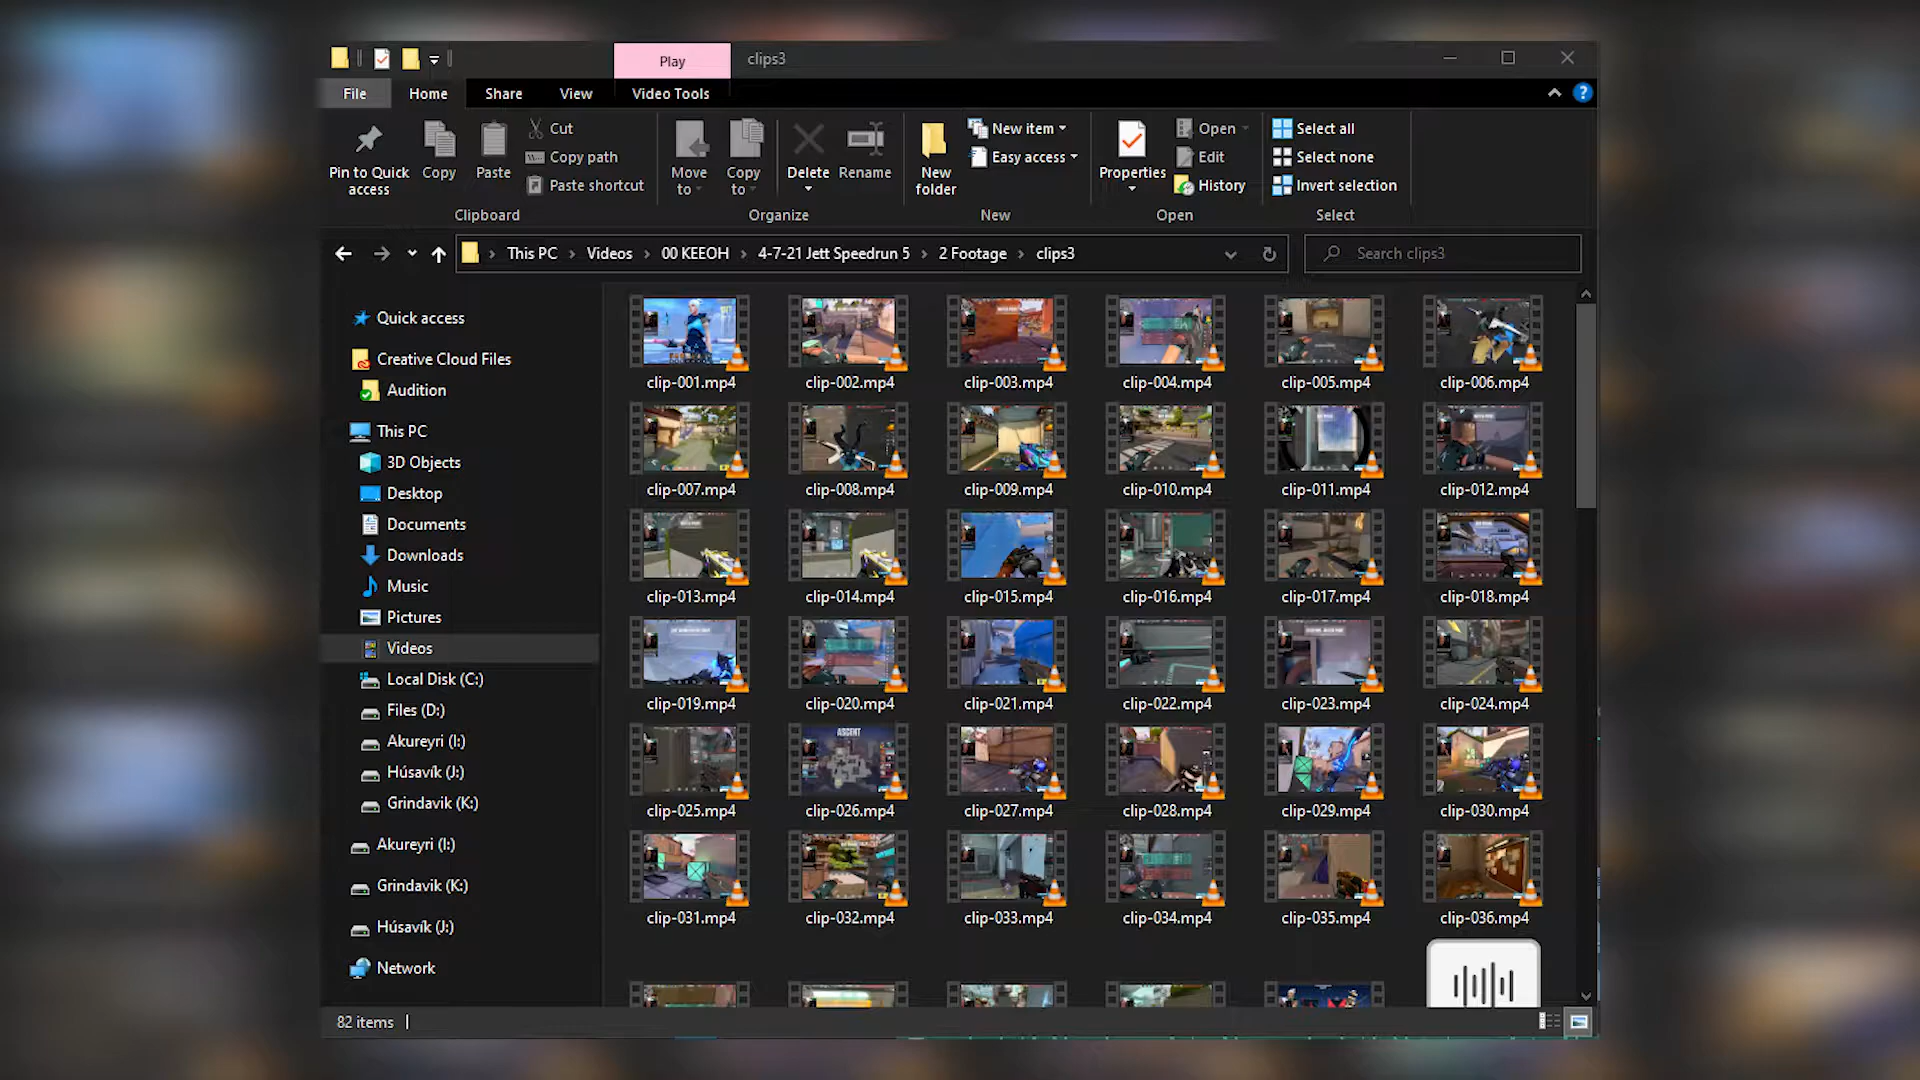 Play
clips3
File
Home
Share
View
Video Tools
Pin to Quick access
Copy
Paste
Cut
Copy path
Paste shortcut
Clipboard
Move to
Copy to
Delete
Rename
Organize
New folder
New item
Easy access
New
Properties
Open
Edit
History
Open
Select all
Select none
Invert selection
Select
This PC > Videos > 00 KEEOH > 4-7-21 Jett Speedrun 5 > 2 Footage > clips3
Search clips3
Quick access
Creative Cloud Files
Audition
This PC
3D Objects
Desktop
Documents
Downloads
Music
Pictures
Videos
Local Disk (C:)
Files (D:)
Akureyri (I:)
Húsavík (J:)
Grindavik (K:)
Akureyri (I:)
Grindavik (K:)
Húsavík (J:)
Network
clip-001.mp4 clip-002.mp4 clip-003.mp4 clip-004.mp4 clip-005.mp4 clip-006.mp4
clip-007.mp4 clip-008.mp4 clip-009.mp4 clip-010.mp4 clip-011.mp4 clip-012.mp4
clip-013.mp4 clip-014.mp4 clip-015.mp4 clip-016.mp4 clip-017.mp4 clip-018.mp4
clip-019.mp4 clip-020.mp4 clip-021.mp4 clip-022.mp4 clip-023.mp4 clip-024.mp4
ASCENT
clip-025.mp4 clip-026.mp4 clip-027.mp4 clip-028.mp4 clip-029.mp4 clip-030.mp4
clip-031.mp4 clip-032.mp4 clip-033.mp4 clip-034.mp4 clip-035.mp4 clip-036.mp4
82 items